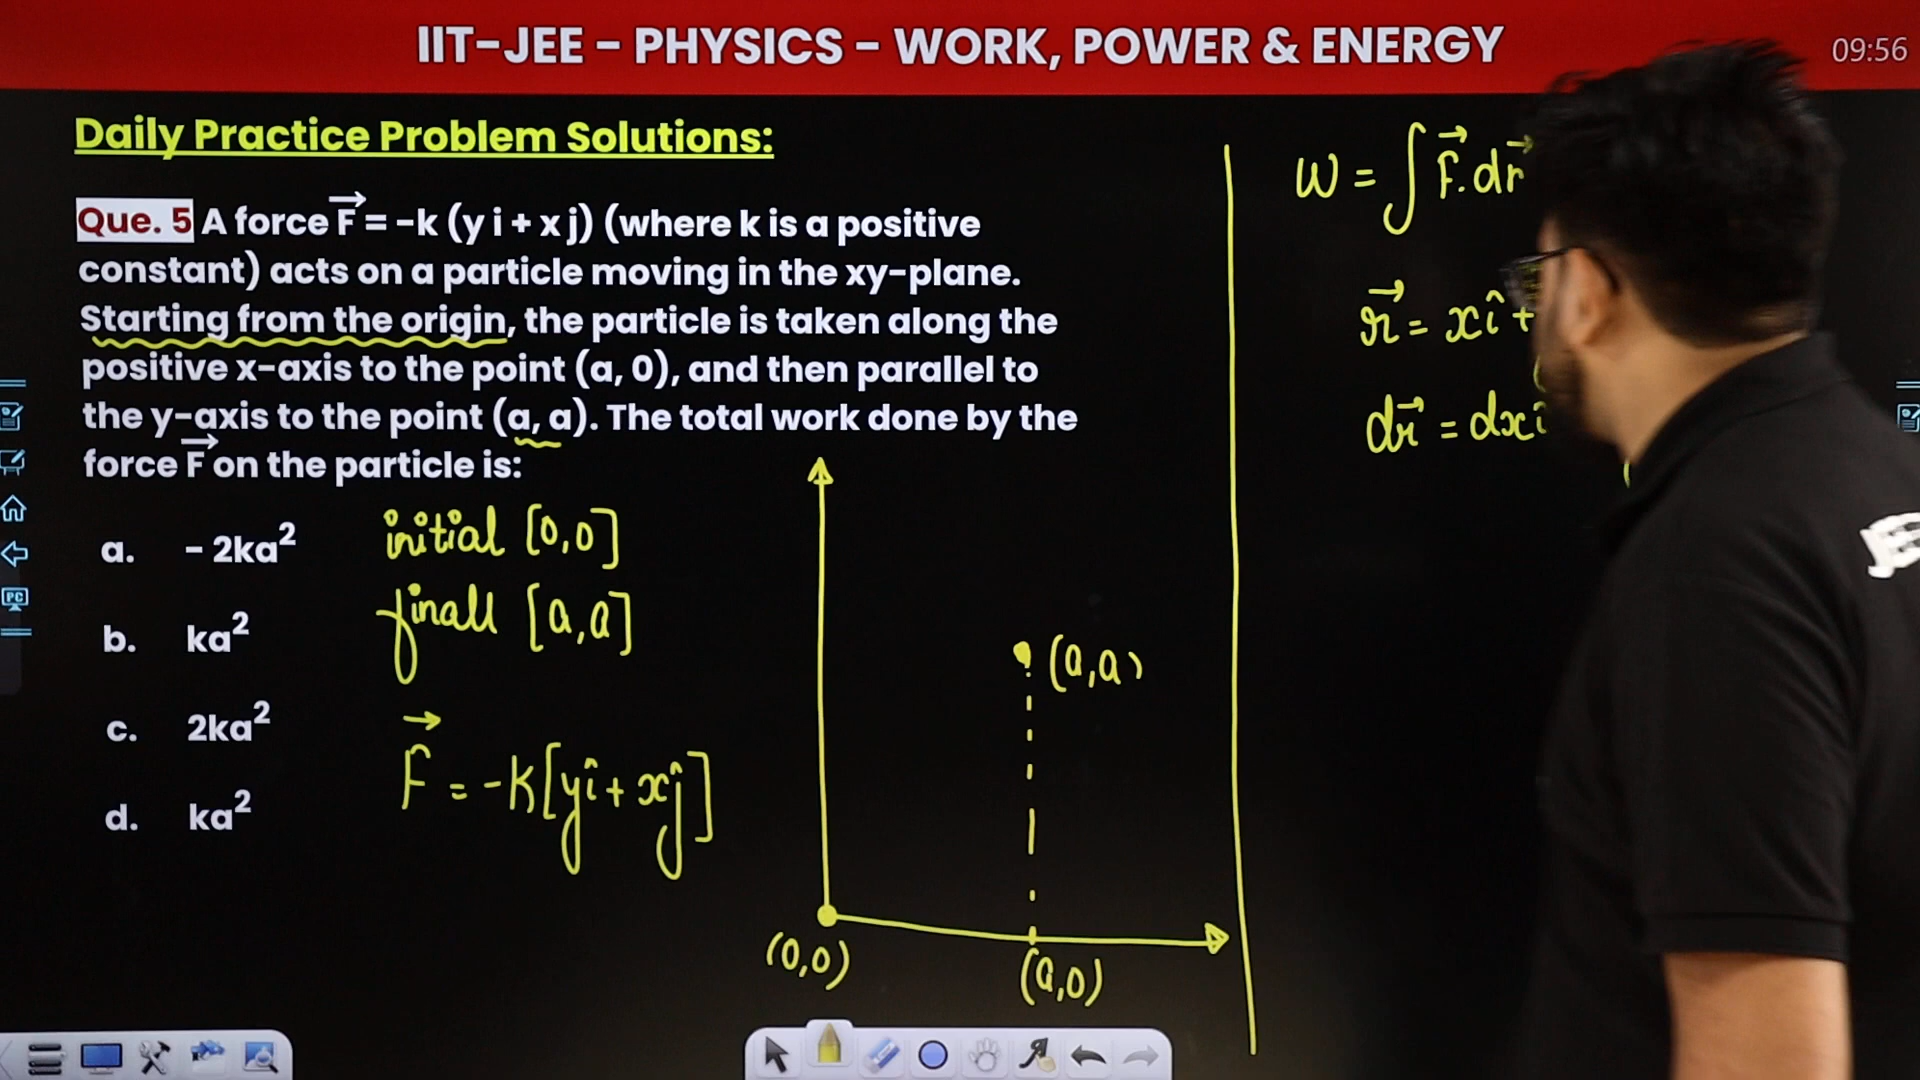 IIT-JEE - PHYSICS - WORK, POWER & ENERGY
09:56
Daily Practice Problem Solutions:
Que. 5 A force F⃗ = -k (y i + x j) (where k is a positive
constant) acts on a particle moving in the xy-plane.
Starting from the origin, the particle is taken along the
positive x-axis to the point (a, 0), and then parallel to
the y-axis to the point (a, a). The total work done by the
force F⃗ on the particle is:
a. - 2ka²
b. ka²
c. 2ka²
d. ka²
initial [0,0]
finall [a,a]
F⃗ = -K[yî + xĵ]
(a,a)
(0,0)
(a,0)
W = ∫F⃗.dr⃗
r⃗ = xî +
dr⃗ = dxî
PC